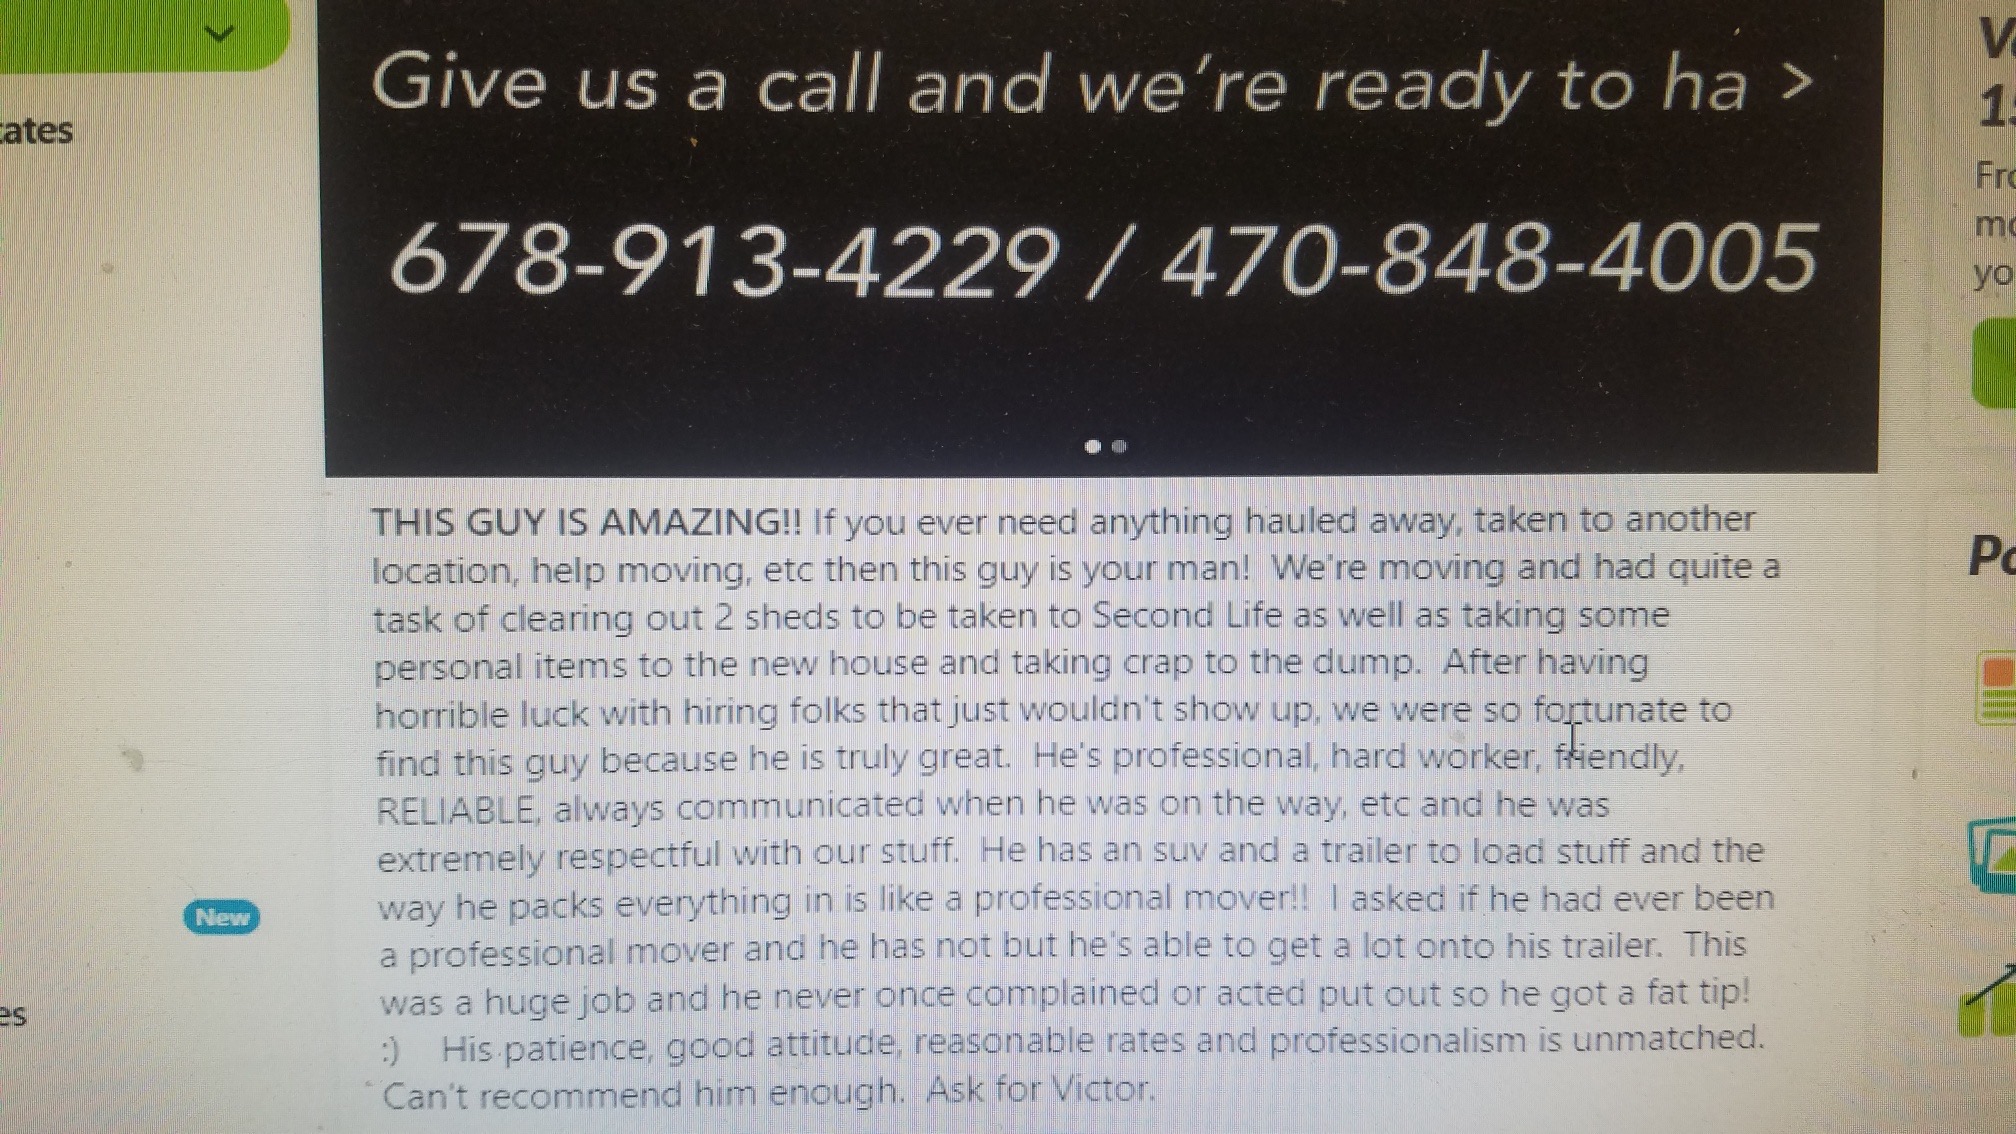 Give us a call and we're ready to ha >
678-913-4229 / 470-848-4005
THIS GUY IS AMAZING!! If you ever need anything hauled away, taken to another
location, help moving, etc then this guy is your man!  We're moving and had quite a
task of clearing out 2 sheds to be taken to Second Life as well as taking some
personal items to the new house and taking crap to the dump.  After having
horrible luck with hiring folks that just wouldn't show up, we were so fortunate to
find this guy because he is truly great.  He's professional, hard worker, friendly,
RELIABLE, always communicated when he was on the way, etc and he was
extremely respectful with our stuff.  He has an suv and a trailer to load stuff and the
way he packs everything in is like a professional mover!!  I asked if he had ever been
a professional mover and he has not but he's able to get a lot onto his trailer.  This
was a huge job and he never once complained or acted put out so he got a fat tip!
:)    His patience, good attitude, reasonable rates and professionalism is unmatched.
Can't recommend him enough.  Ask for Victor.
ates
New
es
Fro
mo
yo
Po